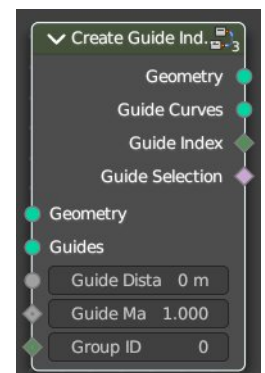 Create Guide Ind.
3
Geometry
Guide Curves
Guide Index
Guide Selection
Geometry
Guides
Guide Dista 0 m
Guide Ma 1.000
Group ID 0